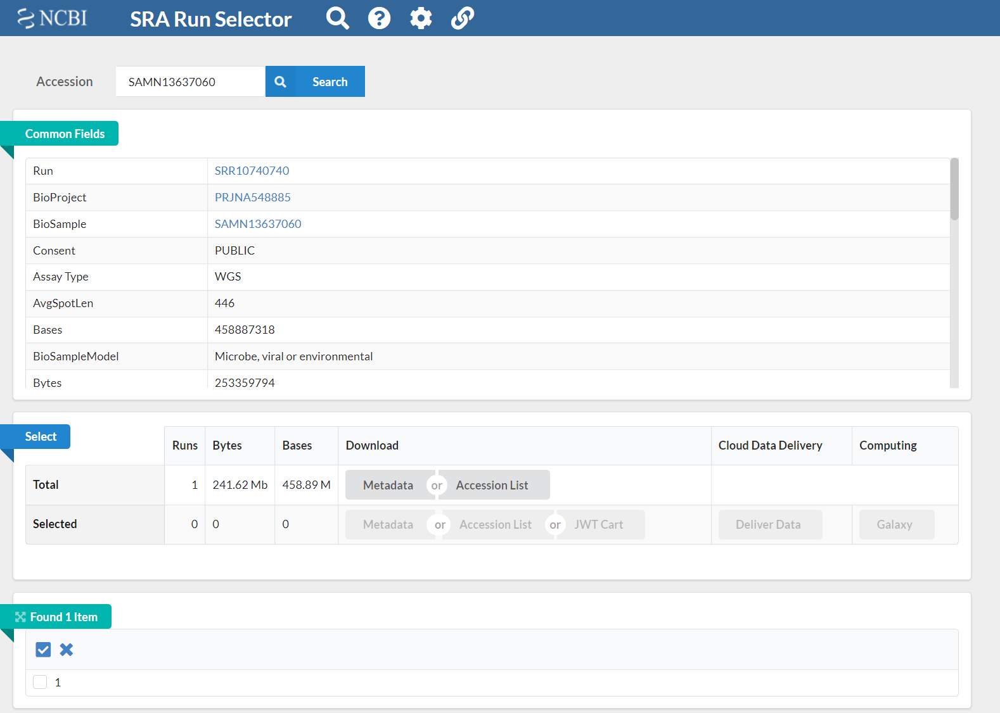 NCBI SRA Run Selector
Accession SAMN13637060 Search
Common Fields
Run SRR10740740
BioProject PRJNA548885
BioSample SAMN13637060
Consent PUBLIC
Assay Type WGS
AvgSpotLen 446
Bases 458887318
BioSampleModel Microbe, viral or environmental
Bytes 253359794
Select
Runs Bytes Bases Download Cloud Data Delivery Computing
Total 1 241.62 Mb 458.89 M Metadata or Accession List
Selected 0 0 0 Metadata or Accession List or JWT Cart Deliver Data Galaxy
Found 1 Item
1